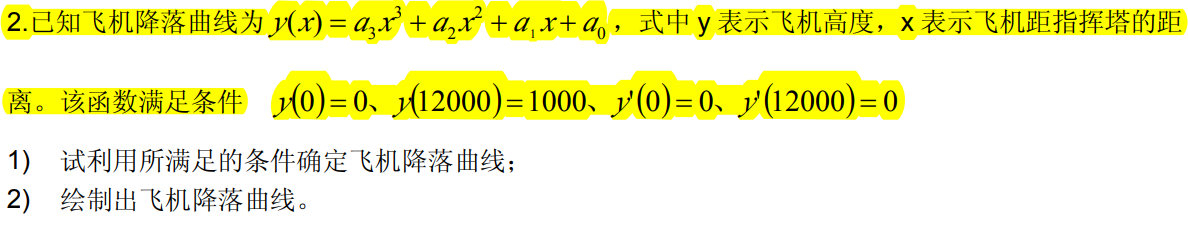 2.已知飞机降落曲线为 y(x) = a₃x³ + a₂x² + a₁x + a₀，式中 y 表示飞机高度，x 表示飞机距指挥塔的距
离。该函数满足条件 y(0) = 0、y(12000) = 1000、y'(0) = 0、y'(12000) = 0
1) 试利用所满足的条件确定飞机降落曲线；
2) 绘制出飞机降落曲线。